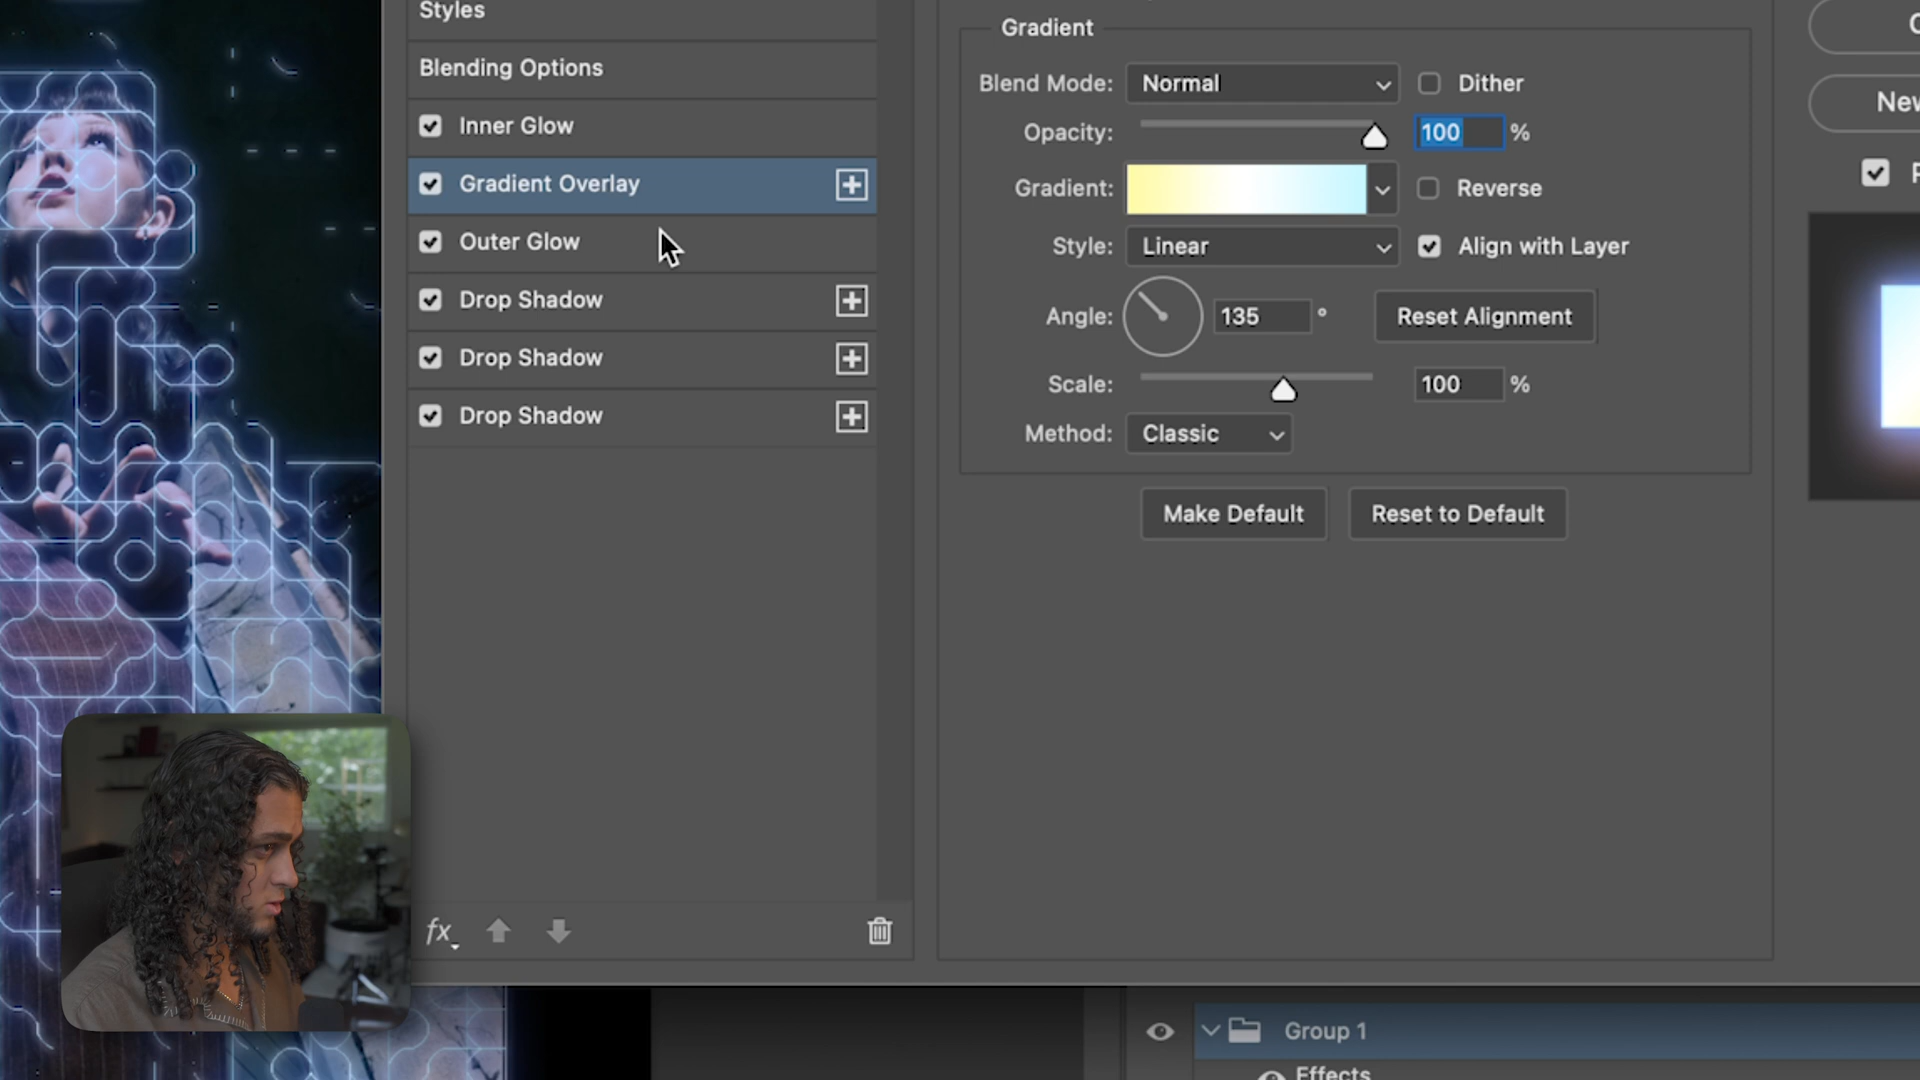 Styles
Blending Options
Inner Glow
Gradient Overlay
Outer Glow
Drop Shadow
Drop Shadow
Drop Shadow
fx
Gradient
Blend Mode: Normal Dither
Opacity: 100 %
Gradient: Reverse
Style: Linear Align with Layer
Angle: 135 ° Reset Alignment
Scale: 100 %
Method: Classic
Make Default Reset to Default
New
Group 1
Effects